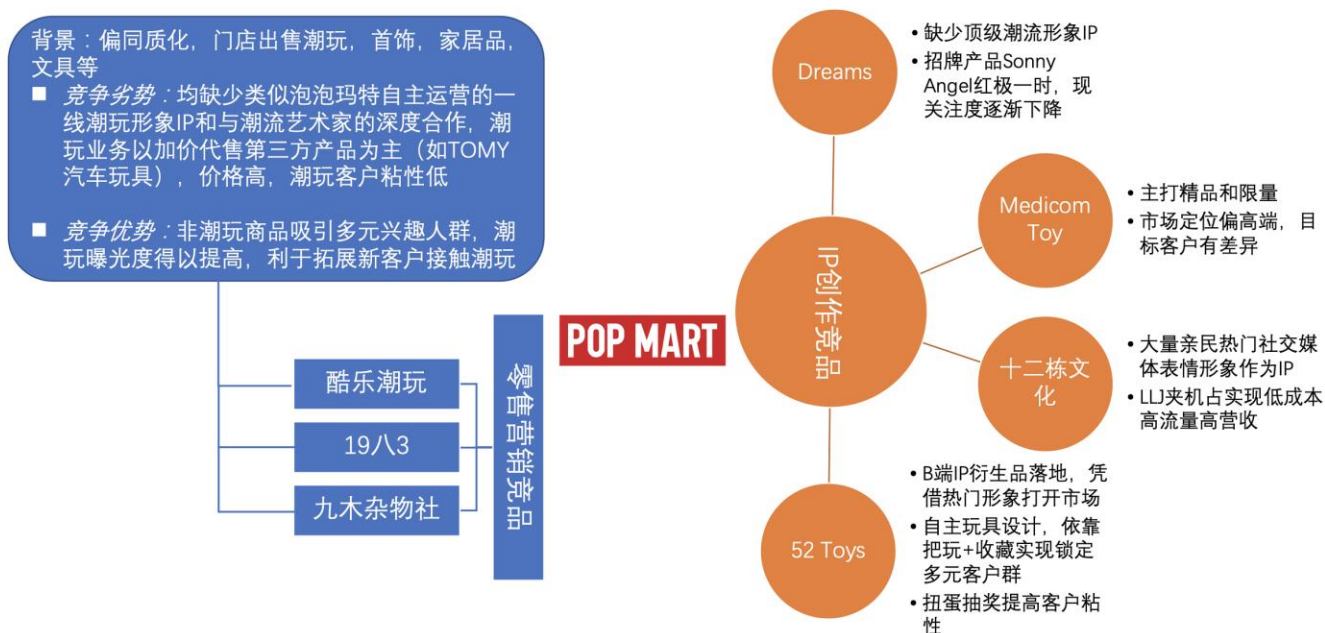 背景：偏同质化，门店出售潮玩，首饰，家居品，
文具等
■ 竞争劣势：均缺少类似泡泡玛特自主运营的一
线潮玩形象IP和与潮流艺术家的深度合作，潮
玩业务以加价代售第三方产品为主（如TOMY
汽车玩具），价格高，潮玩客户粘性低
■ 竞争优势：非潮玩商品吸引多元兴趣人群，潮
玩曝光度得以提高，利于拓展新客户接触潮玩
酷乐潮玩
19八3
九木杂物社
零售营销竞品
POP MART
IP创作竞品
Dreams
• 缺少顶级潮流形象IP
• 招牌产品Sonny
Angel红极一时，现
关注度逐渐下降
Medicom
Toy
• 主打精品和限量
• 市场定位偏高端，目
标客户有差异
十二栋文
化
• 大量亲民热门社交媒
体表情形象作为IP
• LLJ夹机占实现低成本
高流量高营收
52 Toys
• B端IP衍生品落地，凭
借热门形象打开市场
• 自主玩具设计，依靠
把玩+收藏实现锁定
多元客户群
• 扭蛋抽奖提高客户粘
性